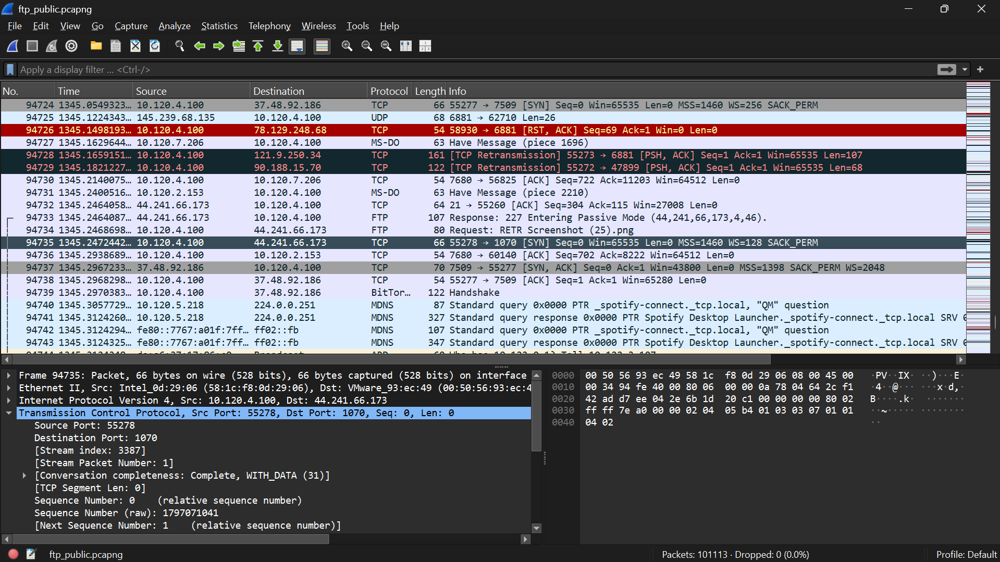 ftp_public.pcapng
File Edit View Go Capture Analyze Statistics Telephony Wireless Tools Help
Apply a display filter ... <Ctrl-/>
No. Time Source Destination Protocol Length Info
94724 1345.0549323… 10.120.4.100 37.48.92.186 TCP 66 55277 → 7509 [SYN] Seq=0 Win=65535 Len=0 MSS=1460 WS=256 SACK_PERM
94725 1345.1224343… 145.239.68.135 10.120.4.100 UDP 68 6881 → 62710 Len=26
94726 1345.1498193… 10.120.4.100 78.129.248.68 TCP 54 58930 → 6881 [RST, ACK] Seq=69 Ack=1 Win=0 Len=0
94727 1345.1629644… 10.120.7.206 10.120.4.100 MS-DO 63 Have Message (piece 1696)
94728 1345.1659151… 10.120.4.100 121.9.250.34 TCP 161 [TCP Retransmission] 55273 → 6881 [PSH, ACK] Seq=1 Ack=1 Win=65535 Len=107
94729 1345.1821227… 10.120.4.100 90.188.15.70 TCP 122 [TCP Retransmission] 55272 → 47899 [PSH, ACK] Seq=1 Ack=1 Win=65535 Len=68
94730 1345.2140075… 10.120.4.100 10.120.7.206 TCP 54 7680 → 56825 [ACK] Seq=722 Ack=11203 Win=64512 Len=0
94731 1345.2400516… 10.120.2.153 10.120.4.100 MS-DO 63 Have Message (piece 2210)
94732 1345.2464058… 44.241.66.173 10.120.4.100 TCP 64 21 → 55260 [ACK] Seq=304 Ack=115 Win=27008 Len=0
94733 1345.2464087… 44.241.66.173 10.120.4.100 FTP 107 Response: 227 Entering Passive Mode (44,241,66,173,4,46).
94734 1345.2468698… 10.120.4.100 44.241.66.173 FTP 80 Request: RETR Screenshot (25).png
94735 1345.2472442… 10.120.4.100 44.241.66.173 TCP 66 55278 → 1070 [SYN] Seq=0 Win=65535 Len=0 MSS=1460 WS=128 SACK_PERM
94736 1345.2938689… 10.120.4.100 10.120.2.153 TCP 54 7680 → 60140 [ACK] Seq=702 Ack=8222 Win=64512 Len=0
94737 1345.2967233… 37.48.92.186 10.120.4.100 TCP 70 7509 → 55277 [SYN, ACK] Seq=0 Ack=1 Win=43800 Len=0 MSS=1398 SACK_PERM WS=2048
94738 1345.2968298… 10.120.4.100 37.48.92.186 TCP 54 55277 → 7509 [ACK] Seq=1 Ack=1 Win=65280 Len=0
94739 1345.2970383… 10.120.4.100 37.48.92.186 BitTor… 122 Handshake
94740 1345.3057729… 10.120.5.218 224.0.0.251 MDNS 87 Standard query 0x0000 PTR _spotify-connect._tcp.local, "QM" question
94741 1345.3124260… 10.120.5.218 224.0.0.251 MDNS 327 Standard query response 0x0000 PTR Spotify Desktop Launcher._spotify-connect._tcp.local SRV
94742 1345.3124294… fe80::7767:a01f:7ff… ff02::fb MDNS 107 Standard query 0x0000 PTR _spotify-connect._tcp.local, "QM" question
94743 1345.3124325… fe80::7767:a01f:7ff… ff02::fb MDNS 347 Standard query response 0x0000 PTR Spotify Desktop Launcher._spotify-connect._tcp.local SRV
Frame 94735: Packet, 66 bytes on wire (528 bits), 66 bytes captured (528 bits) on interface
Ethernet II, Src: Intel_0d:29:06 (58:1c:f8:0d:29:06), Dst: VMware_93:ec:49 (00:50:56:93:ec:4
Internet Protocol Version 4, Src: 10.120.4.100, Dst: 44.241.66.173
Transmission Control Protocol, Src Port: 55278, Dst Port: 1070, Seq: 0, Len: 0
Source Port: 55278
Destination Port: 1070
[Stream index: 3387]
[Stream Packet Number: 1]
[Conversation completeness: Complete, WITH_DATA (31)]
[TCP Segment Len: 0]
Sequence Number: 0 (relative sequence number)
Sequence Number (raw): 1797071041
[Next Sequence Number: 1 (relative sequence number)]
0000 00 50 56 93 ec 49 58 1c f8 0d 29 06 08 00 45 00 ·PV··IX· ··)···E·
0010 00 34 94 fe 40 00 80 06 00 00 0a 78 04 64 2c f1 ·4··@··· ···x·d,·
0020 42 ad d7 ee 04 2e 6b 1d 20 c1 00 00 00 00 80 02 B····.k· ·······
0030 ff ff 7e a0 00 00 02 04 05 b4 01 03 03 07 01 01 ··~····· ········
0040 04 02 ··
ftp_public.pcapng
Packets: 101113 · Dropped: 0 (0.0%)
Profile: Default